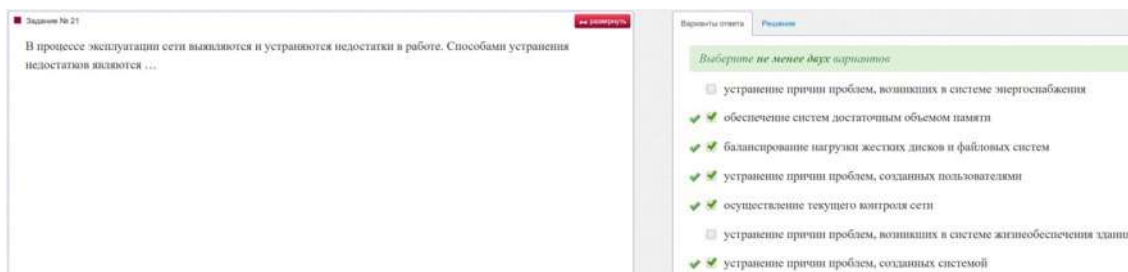 Задание № 21
развернуть
В процессе эксплуатации сети выявляются и устраняются недостатки в работе. Способами устранения
недостатков являются …
Варианты ответа
Решение
Выберите не менее двух вариантов
устранение причин проблем, возникших в системе энергоснабжения
обеспечение систем достаточным объемом памяти
балансирование нагрузки жестких дисков и файловых систем
устранение причин проблем, созданных пользователями
осуществление текущего контроля сети
устранение причин проблем, возникших в системе жизнеобеспечения здания
устранение причин проблем, созданных системой